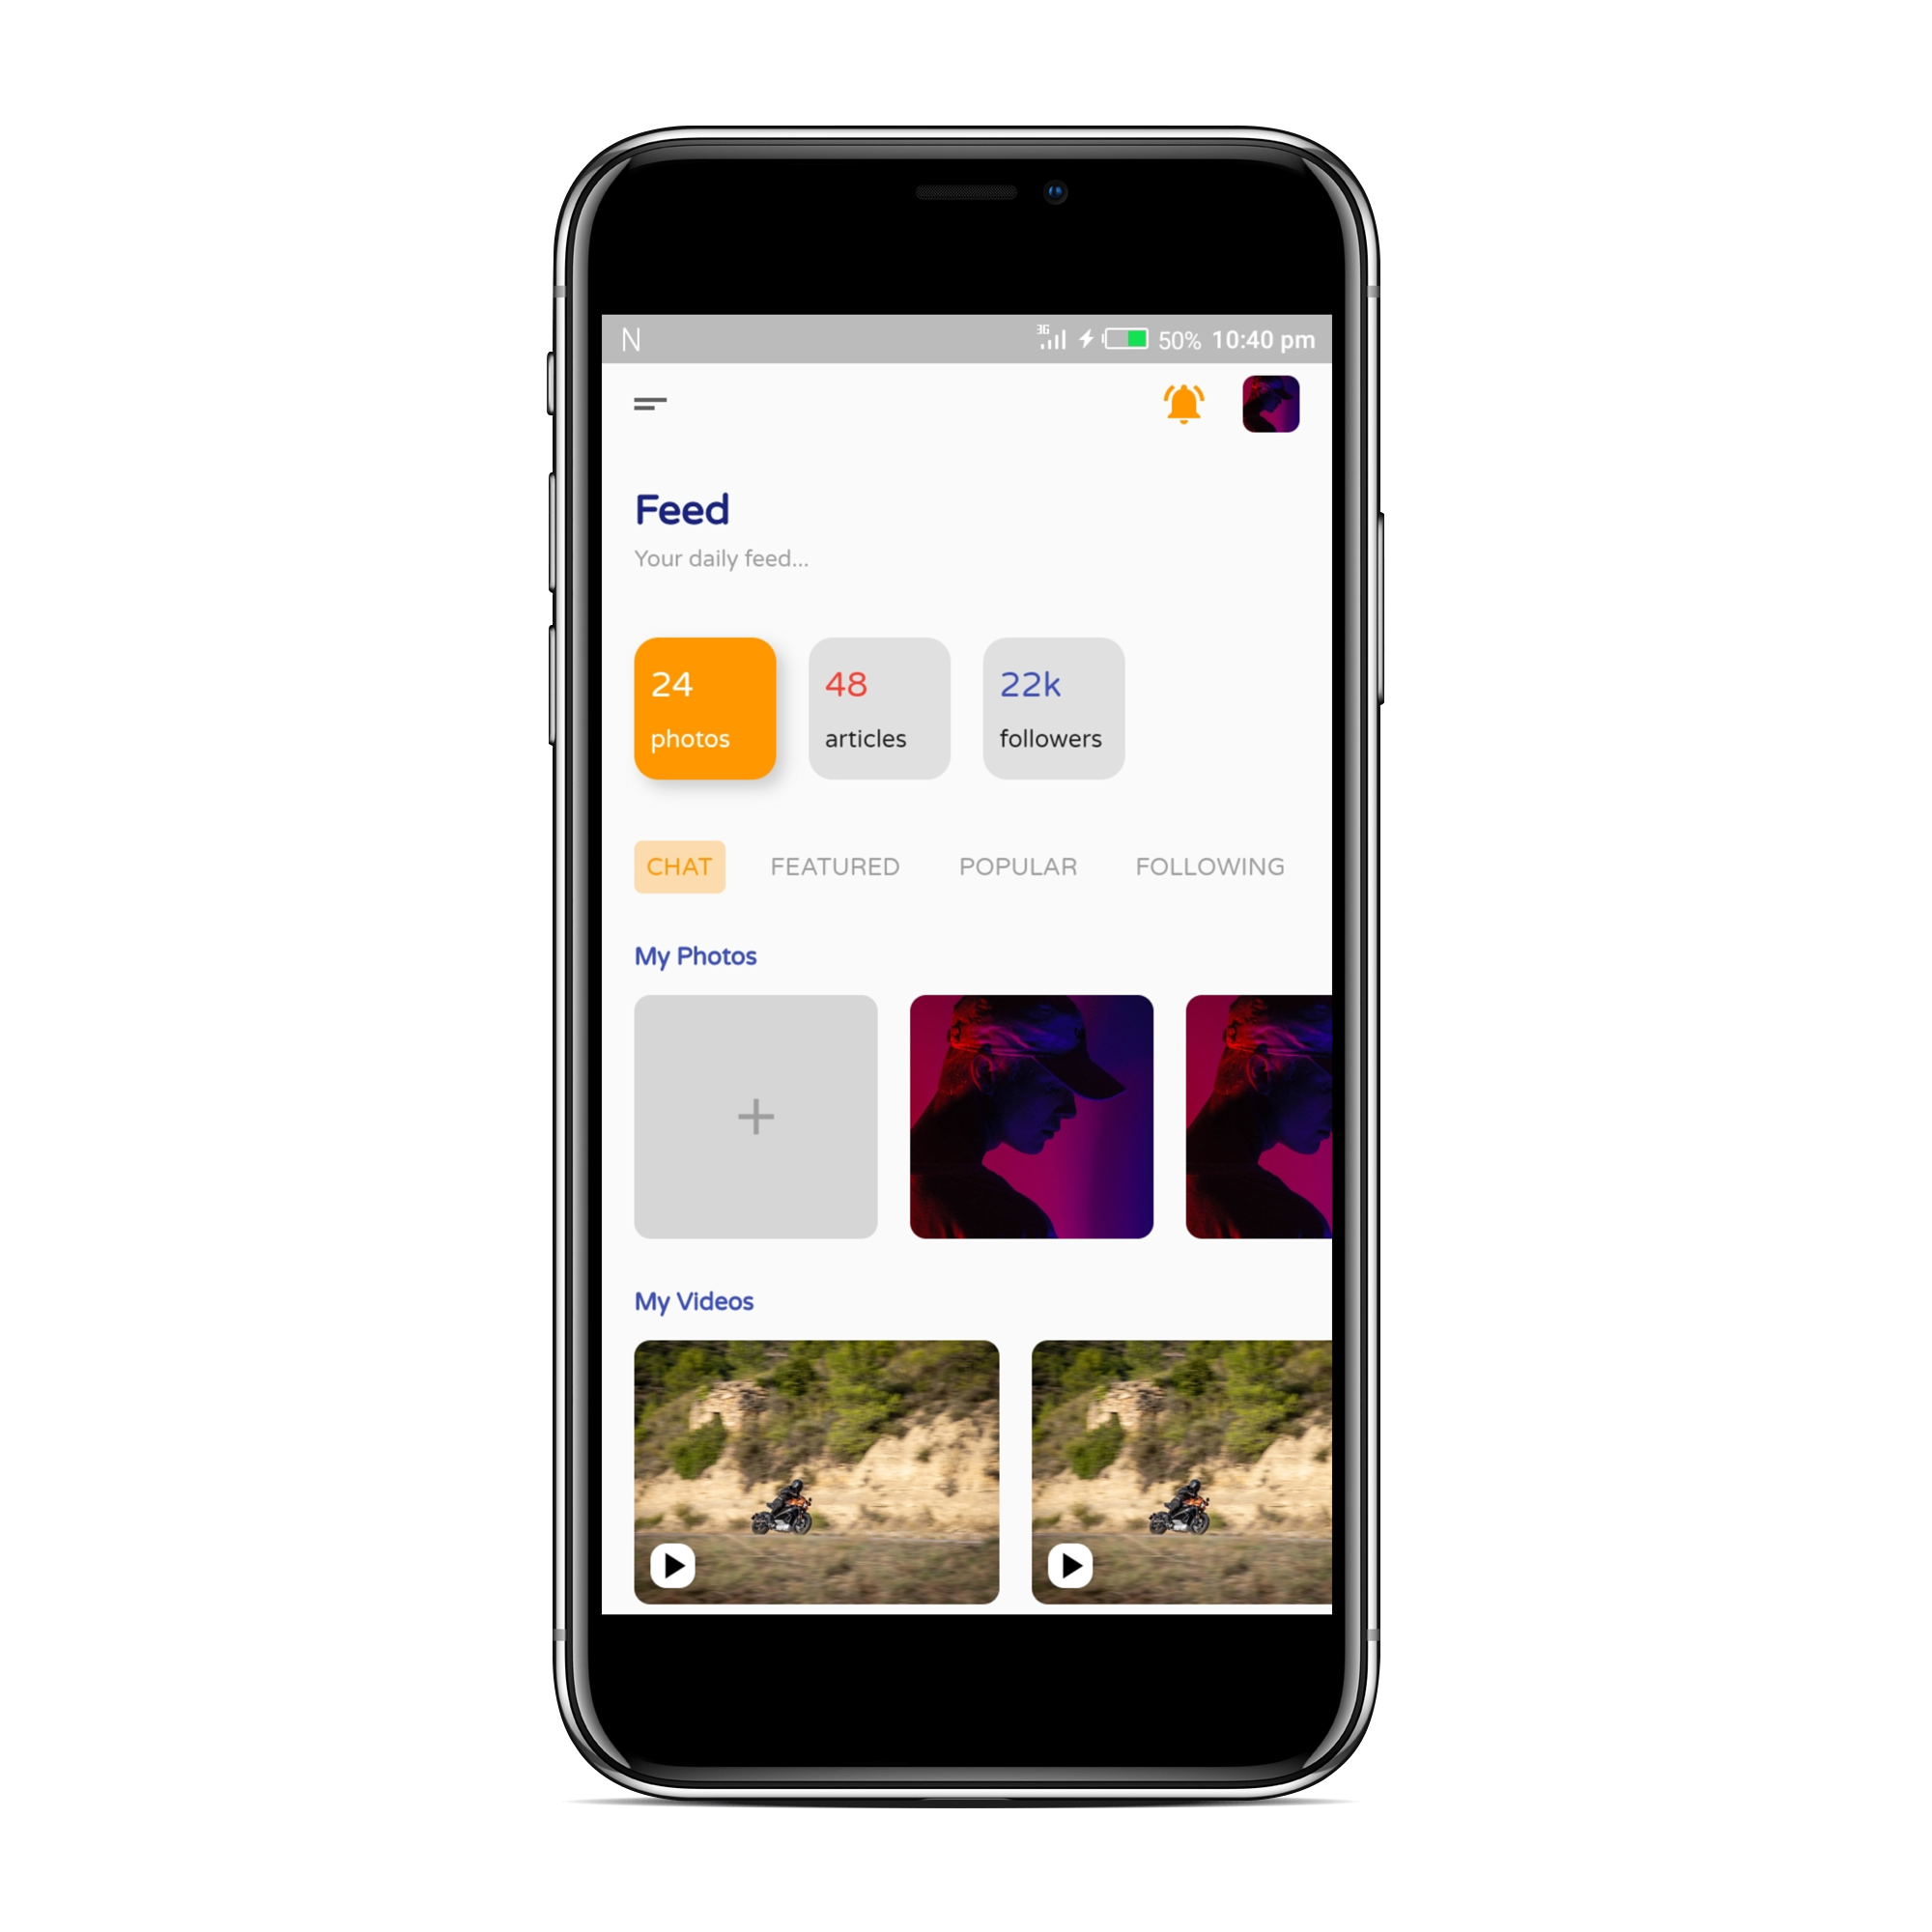 N 3G 50% 10:40 pm
Feed
Your daily feed...
24 48 22k
photos articles followers
CHAT FEATURED POPULAR FOLLOWING
My Photos
My Videos